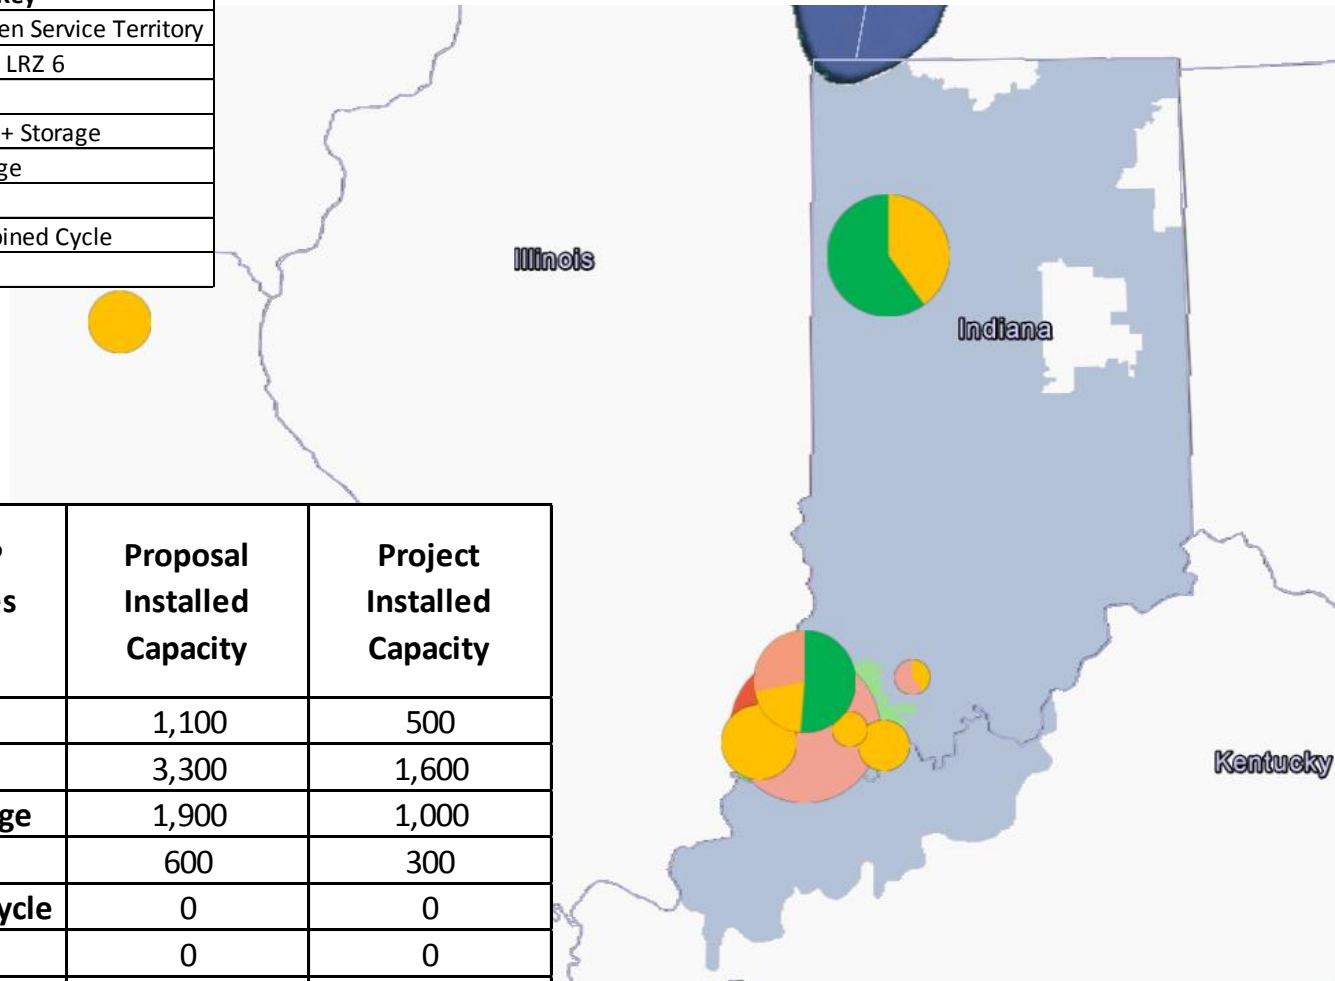 en Service Territory
LRZ 6
+ Storage
ge
bined Cycle
Illinois
Indiana
Kentucky
Proposal Installed Capacity
Project Installed Capacity
1,100 500
3,300 1,600
ge 1,900 1,000
600 300
ycle 0 0
0 0